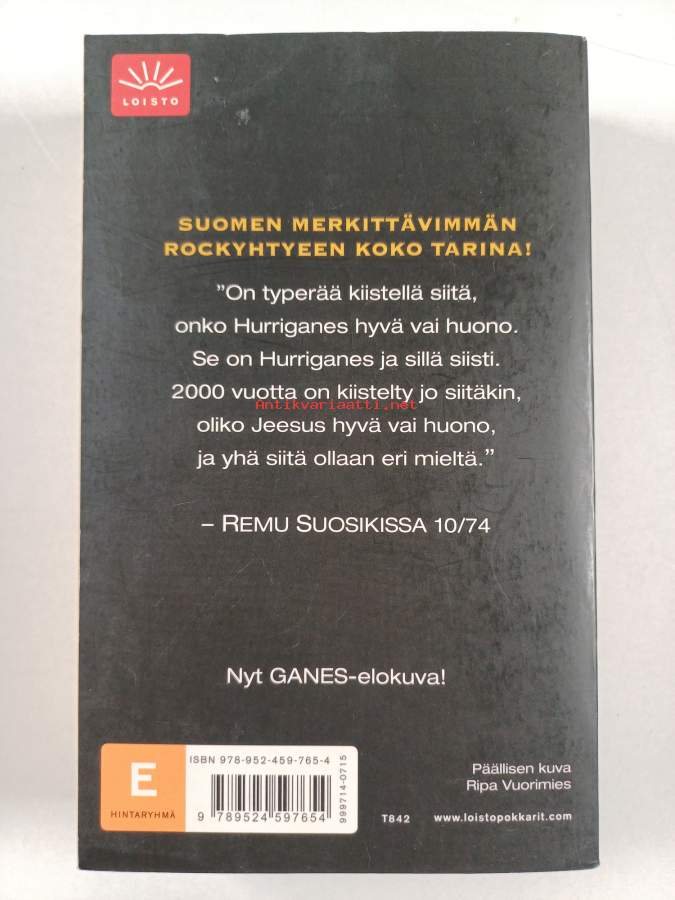 LOISTO
SUOMEN MERKITTÄVIMMÄN
ROCKYHTYEEN KOKO TARINA!
”On typerää kiistellä siitä,
onko Hurriganes hyvä vai huono.
Se on Hurriganes ja sillä siisti.
2000 vuotta on kiistelty jo siitäkin,
Antikvariaatti.net
oliko Jeesus hyvä vai huono,
ja yhä siitä ollaan eri mieltä.”
– REMU SUOSIKISSA 10/74
Nyt GANES-elokuva!
E
HINTARYHMÄ
ISBN 978-952-459-765-4
9 789524 597654
999714-0715
Päällisen kuva
Ripa Vuorimies
T842
www.loistopokkarit.com